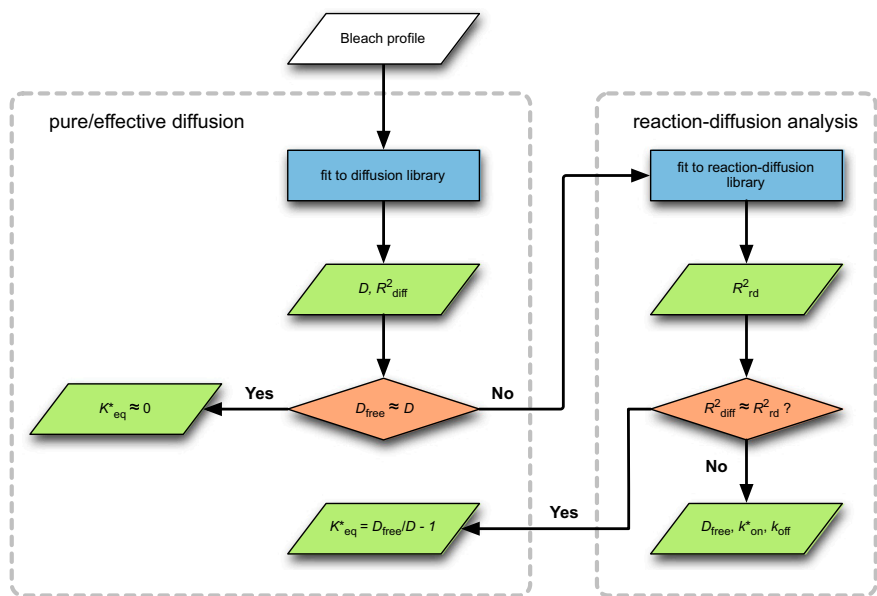 Bleach profile
pure/effective diffusion
reaction-diffusion analysis
fit to diffusion library
fit to reaction-diffusion
library
D, R²diff
R²rd
Yes
No
K*eq ≈ 0
Dfree ≈ D
R²diff ≈ R²rd ?
No
Yes
K*eq = Dfree/D - 1
Dfree, k*on, koff